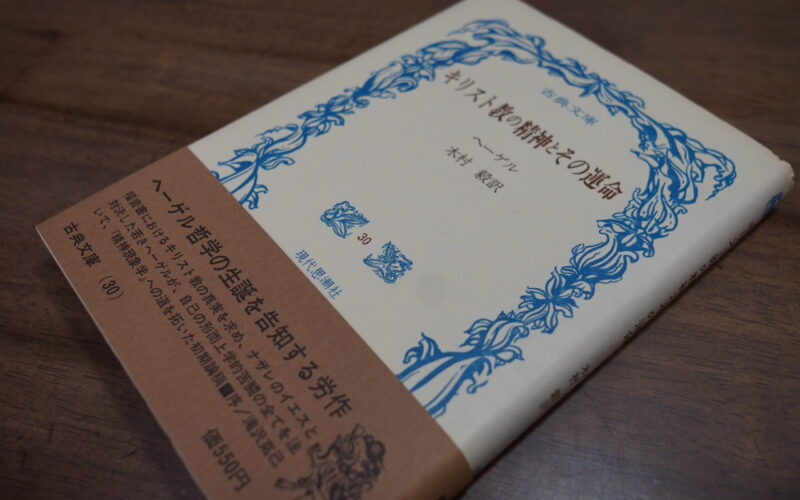 古典文庫
キリスト教の精神とその運命
ヘーゲル
木村 毅訳
30
現代思潮社
ヘーゲル哲学の生誕を告知する労作
福音書におけるキリスト教の真実を求め、ナザレのイエスと
対決した若きヘーゲルが、自己の形而上学的苦闘の全てを注
いで、『精神現象学』への道を拓いた初期論稿■序/滝沢克己
古典文庫(30)
価550円